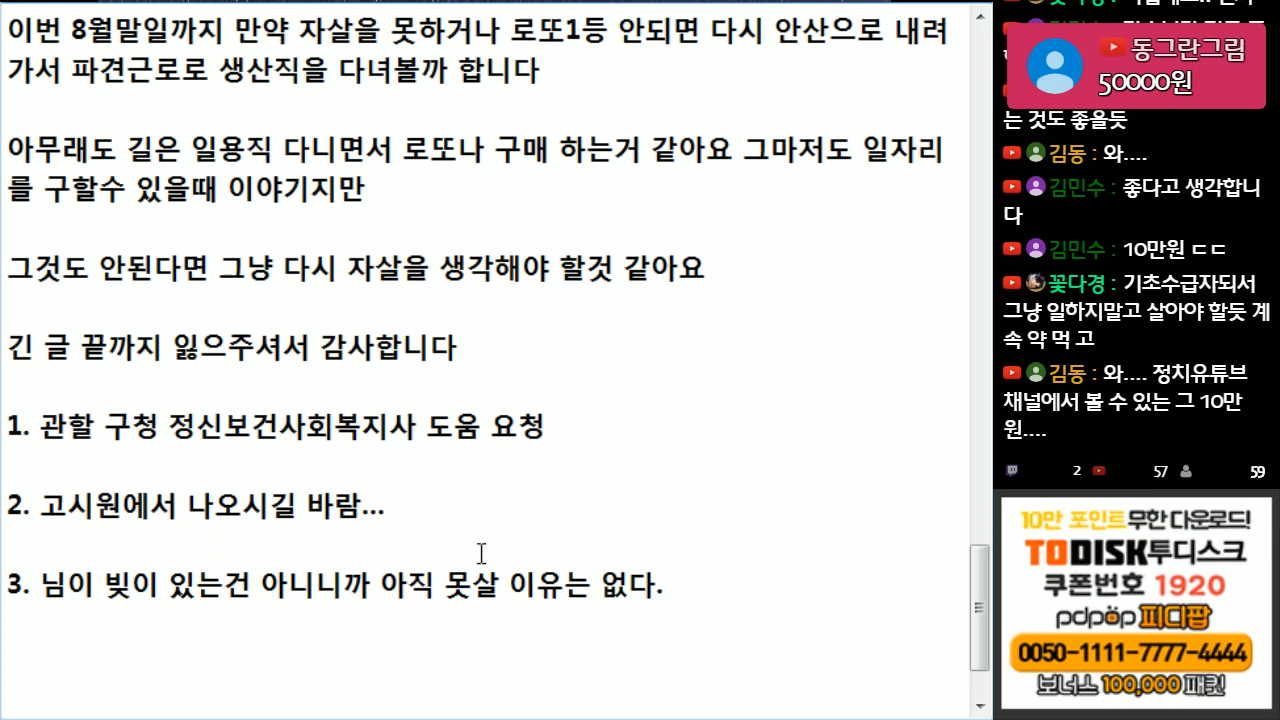 이번 8월말일까지 만약 자살을 못하거나 로또1등 안되면 다시 안산으로 내려
가서 파견근로로 생산직을 다녀볼까 합니다
아무래도 길은 일용직 다니면서 로또나 구매 하는거 같아요 그마저도 일자리
를 구할수 있을때 이야기지만
그것도 안된다면 그냥 다시 자살을 생각해야 할것 같아요
긴 글 끝까지 잃으주셔서 감사합니다
1. 관할 구청 정신보건사회복지사 도움 요청
2. 고시원에서 나오시길 바람...
3. 님이 빚이 있는건 아니니까 아직 못살 이유는 없다.
동그란그림
50000원
는 것도 좋을듯
김동 : 와....
김민수 : 좋다고 생각합니
다
김민수 : 10만원 ㄷㄷ
꽃다경 : 기초수급자되서
그냥 일하지말고 살아야 할듯 계
속 약 먹 고
김동 : 와.... 정치유튜브
채널에서 볼 수 있는 그 10만
원....
2 57 59
10만 포인트 무한 다운로드!
TODISK투디스크
쿠폰번호 1920
pdpop 피디팝
0050-1111-7777-4444
보너스 100,000 패킷